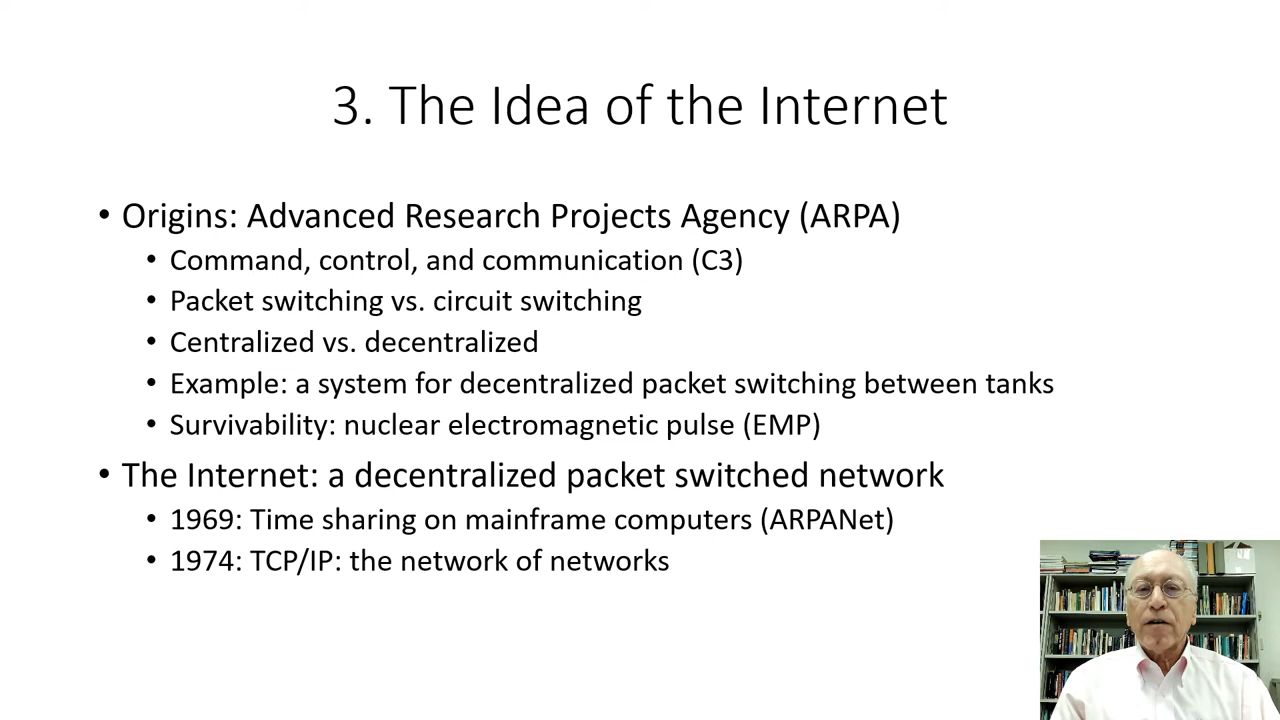 3. The Idea of the Internet
• Origins: Advanced Research Projects Agency (ARPA)
• Command, control, and communication (C3)
• Packet switching vs. circuit switching
• Centralized vs. decentralized
• Example: a system for decentralized packet switching between tanks
• Survivability: nuclear electromagnetic pulse (EMP)
• The Internet: a decentralized packet switched network
• 1969: Time sharing on mainframe computers (ARPANet)
• 1974: TCP/IP: the network of networks